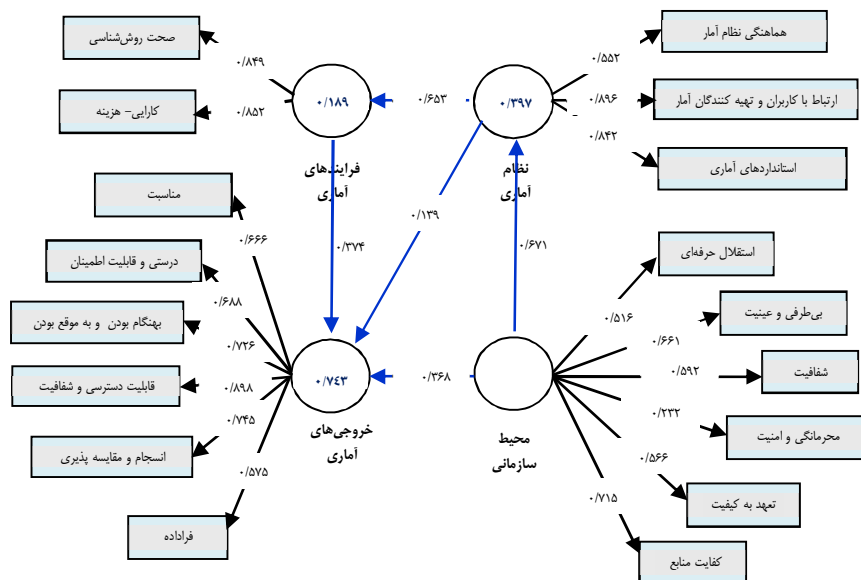 هماهنگی نظام آمار
ارتباط با کاربران و تهیه کنندگان آمار
استانداردهای آماری
۰/۵۵۲
۰/۸۹۶
۰/۸۴۲
۰/۳۹۷
نظام
آماری
۰/۶۵۳
۰/۱۸۹
فرایندهای
آماری
۰/۸۴۹
۰/۸۵۲
صحت روش‌شناسی
کارایی- هزینه
۰/۶۷۱
۰/۱۳۹
۰/۳۷۴
استقلال حرفه‌ای
بی‌طرفی و عینیت
شفافیت
محرمانگی و امنیت
تعهد به کیفیت
کفایت منابع
۰/۵۱۶
۰/۶۶۱
۰/۵۹۲
۰/۲۳۲
۰/۵۶۶
۰/۷۱۵
محیط
سازمانی
۰/۳۶۸
۰/۷٤۳
خروجی‌های
آماری
۰/۶۶۶
۰/۶۸۸
۰/۷۲۶
۰/۸۹۸
۰/۷۴۵
۰/۵۷۵
مناسبت
درستی و قابلیت اطمینان
بهنگام بودن و به موقع بودن
قابلیت دسترسی و شفافیت
انسجام و مقایسه پذیری
فراداده